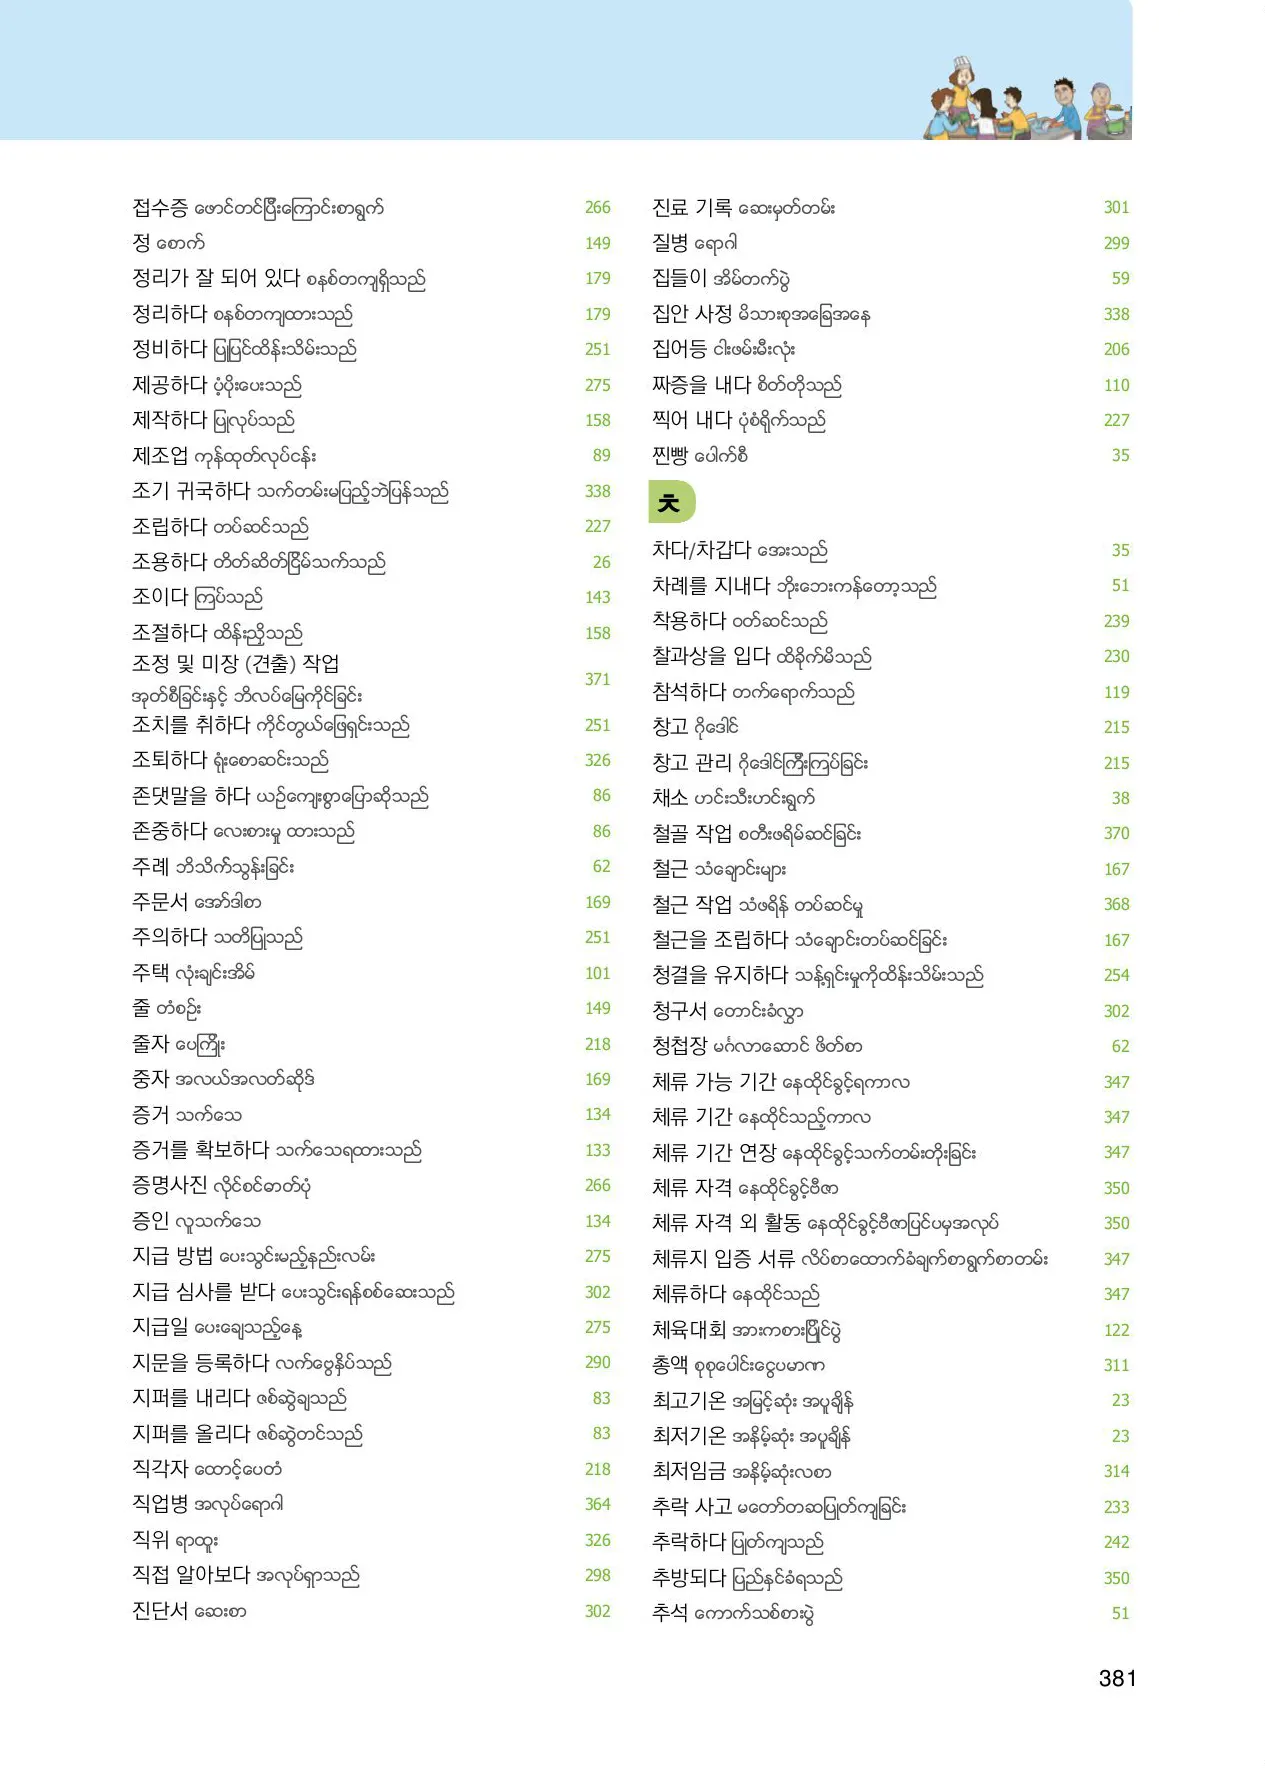 접수증 ဖောင်တင်ပြီးကြောင်းစာရွက် 266
정 စောက် 149
정리가 잘 되어 있다 စနစ်တကျရှိသည် 179
정리하다 စနစ်တကျထားသည် 179
정비하다 ပြုပြင်ထိန်းသိမ်းသည် 251
제공하다 ပံ့ပိုးပေးသည် 275
제작하다 ပြုလုပ်သည် 158
제조업 ကုန်ထုတ်လုပ်ငန်း 89
조기 귀국하다 သက်တမ်းမပြည့်ဘဲပြန်သည် 338
조립하다 တပ်ဆင်သည် 227
조용하다 တိတ်ဆိတ်ငြိမ်သက်သည် 26
조이다 ကြပ်သည် 143
조절하다 ထိန်းညှိသည် 158
조정 및 미장 (견출) 작업
အုတ်စီခြင်းနှင့် ဘိလပ်မြေကိုင်ခြင်း 371
조치를 취하다 ကိုင်တွယ်ဖြေရှင်းသည် 251
조퇴하다 ရုံးစောဆင်းသည် 326
존댓말을 하다 ယဉ်ကျေးစွာပြောဆိုသည် 86
존중하다 လေးစားမှု ထားသည် 86
주례 ဘိသိက်သွန်းခြင်း 62
주문서 အော်ဒါစာ 169
주의하다 သတိပြုသည် 251
주택 လုံးချင်းအိမ် 101
줄 တံစဉ်း 149
줄자 ပေကြိုး 218
중자 အလယ်အလတ်ဆိုဒ် 169
증거 သက်သေ 134
증거를 확보하다 သက်သေရထားသည် 133
증명사진 လိုင်စင်ဓာတ်ပုံ 266
증인 လူသက်သေ 134
지급 방법 ပေးသွင်းမည့်နည်းလမ်း 275
지급 심사를 받다 ပေးသွင်းရန်စစ်ဆေးသည် 302
지급일 ပေးချေသည့်နေ့ 275
지문을 등록하다 လက်ဗွေနှိပ်သည် 290
지퍼를 내리다 ဇစ်ဆွဲချသည် 83
지퍼를 올리다 ဇစ်ဆွဲတင်သည် 83
직각자 ထောင့်ပေတံ 218
직업병 အလုပ်ရောဂါ 364
직위 ရာထူး 326
직접 알아보다 အလုပ်ရှာသည် 298
진단서 ဆေးစာ 302
진료 기록 ဆေးမှတ်တမ်း 301
질병 ရောဂါ 299
집들이 အိမ်တက်ပွဲ 59
집안 사정 မိသားစုအခြေအနေ 338
집어등 ငါးဖမ်းမီးလုံး 206
짜증을 내다 စိတ်တိုသည် 110
찍어 내다 ပုံစံရိုက်သည် 227
찐빵 ပေါက်စီ 35
ㅊ
차다/차갑다 အေးသည် 35
차례를 지내다 ဘိုးဘေးကန်တော့သည် 51
착용하다 ဝတ်ဆင်သည် 239
찰과상을 입다 ထိခိုက်မိသည် 230
참석하다 တက်ရောက်သည် 119
창고 ဂိုဒေါင် 215
창고 관리 ဂိုဒေါင်ကြီးကြပ်ခြင်း 215
채소 ဟင်းသီးဟင်းရွက် 38
철골 작업 စတီးဖရိမ်ဆင်ခြင်း 370
철근 သံချောင်းများ 167
철근 작업 သံဖရိန် တပ်ဆင်မှု 368
철근을 조립하다 သံချောင်းတပ်ဆင်ခြင်း 167
청결을 유지하다 သန့်ရှင်းမှုကိုထိန်းသိမ်းသည် 254
청구서 တောင်းခံလွှာ 302
청첩장 မင်္ဂလာဆောင် ဖိတ်စာ 62
체류 가능 기간 နေထိုင်ခွင့်ရကာလ 347
체류 기간 နေထိုင်သည့်ကာလ 347
체류 기간 연장 နေထိုင်ခွင့်သက်တမ်းတိုးခြင်း 347
체류 자격 နေထိုင်ခွင့်ဗီဇာ 350
체류 자격 외 활동 နေထိုင်ခွင့်ဗီဇာပြင်ပမှအလုပ် 350
체류지 입증 서류 လိပ်စာထောက်ခံချက်စာရွက်စာတမ်း 347
체류하다 နေထိုင်သည် 347
체육대회 အားကစားပြိုင်ပွဲ 122
총액 စုစုပေါင်းငွေပမာဏ 311
최고기온 အမြင့်ဆုံး အပူချိန် 23
최저기온 အနိမ့်ဆုံး အပူချိန် 23
최저임금 အနိမ့်ဆုံးလစာ 314
추락 사고 မတော်တဆပြုတ်ကျခြင်း 233
추락하다 ပြုတ်ကျသည် 242
추방되다 ပြည်နှင်ခံရသည် 350
추석 ကောက်သစ်စားပွဲ 51
381